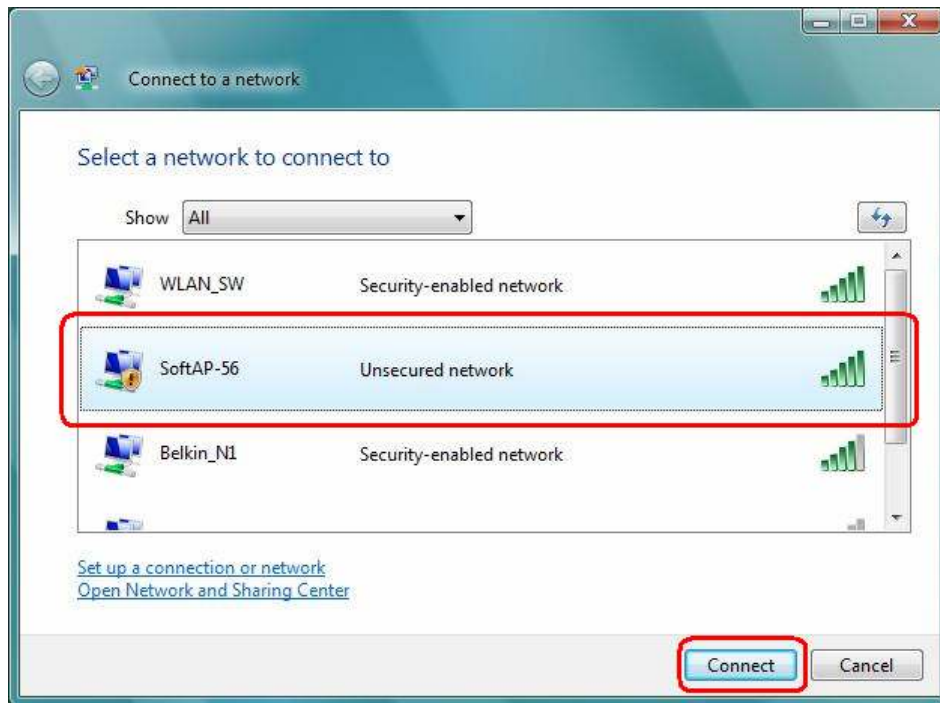 Connect to a network
Select a network to connect to
Show All
WLAN_SW Security-enabled network
SoftAP-56 Unsecured network
Belkin_N1 Security-enabled network
Set up a connection or network
Open Network and Sharing Center
Connect Cancel